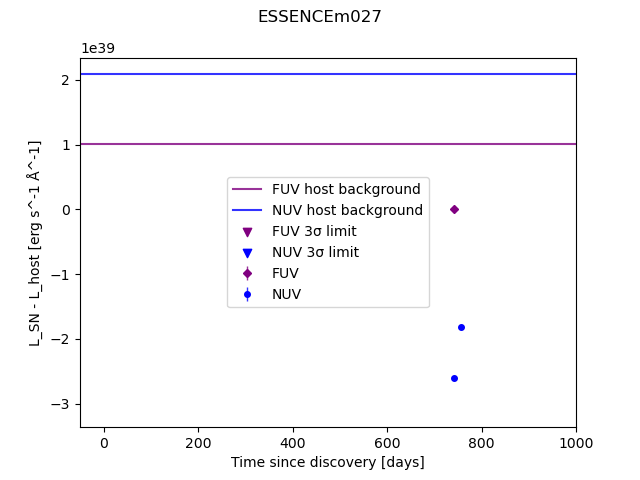 ESSENCEm027
1e39
2
1
0
−1
−2
−3
L_SN - L_host [erg s^-1 Å^-1]
FUV host background
NUV host background
FUV 3σ limit
NUV 3σ limit
FUV
NUV
0 200 400 600 800 1000
Time since discovery [days]